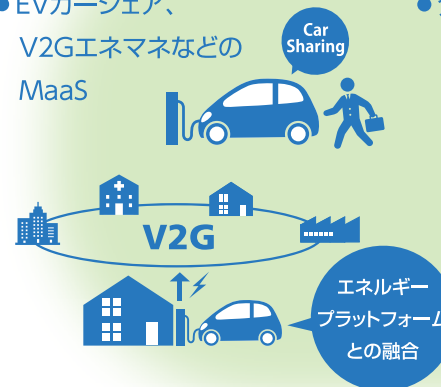 ● EVカーシェア、
V2Gエネマネなどの
MaaS
Car
Sharing
V2G
エネルギー
プラットフォーム
との融合